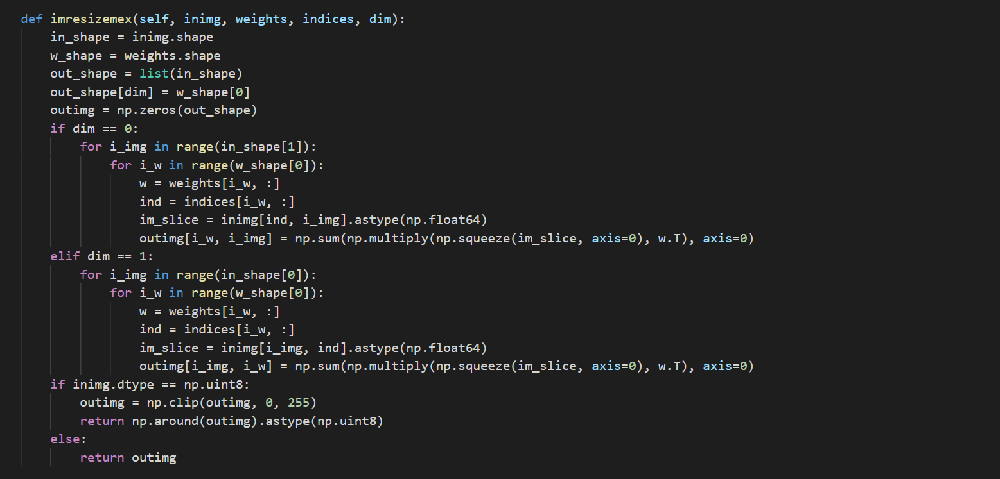 def imresizemex(self, inimg, weights, indices, dim):
    in_shape = inimg.shape
    w_shape = weights.shape
    out_shape = list(in_shape)
    out_shape[dim] = w_shape[0]
    outimg = np.zeros(out_shape)
    if dim == 0:
        for i_img in range(in_shape[1]):
            for i_w in range(w_shape[0]):
                w = weights[i_w, :]
                ind = indices[i_w, :]
                im_slice = inimg[ind, i_img].astype(np.float64)
                outimg[i_w, i_img] = np.sum(np.multiply(np.squeeze(im_slice, axis=0), w.T), axis=0)
    elif dim == 1:
        for i_img in range(in_shape[0]):
            for i_w in range(w_shape[0]):
                w = weights[i_w, :]
                ind = indices[i_w, :]
                im_slice = inimg[i_img, ind].astype(np.float64)
                outimg[i_img, i_w] = np.sum(np.multiply(np.squeeze(im_slice, axis=0), w.T), axis=0)
    if inimg.dtype == np.uint8:
        outimg = np.clip(outimg, 0, 255)
        return np.around(outimg).astype(np.uint8)
    else:
        return outimg